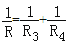 1/R = 1/R₃ + 1/R₄